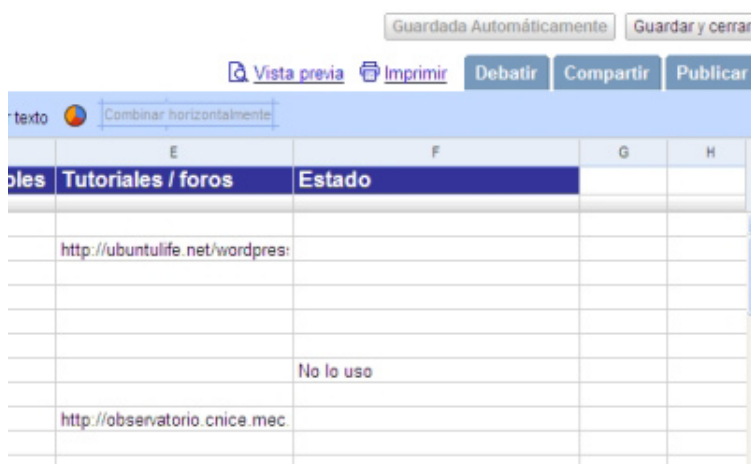 Guardada Automáticamente Guardar y cerrar
Vista previa Imprimir Debatir Compartir Publicar
r texto Combinar horizontalmente
E F G H
bles Tutoriales / foros Estado
http://ubuntulife.net/wordpres
No lo uso
http://observatorio.cnice.mec.